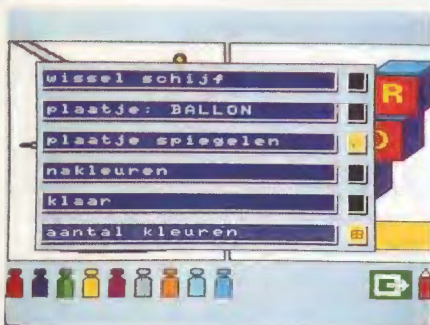 wissel schijf
plaatje: BALLON
plaatje spiegelen
nakleuren
klaar
aantal kleuren
R